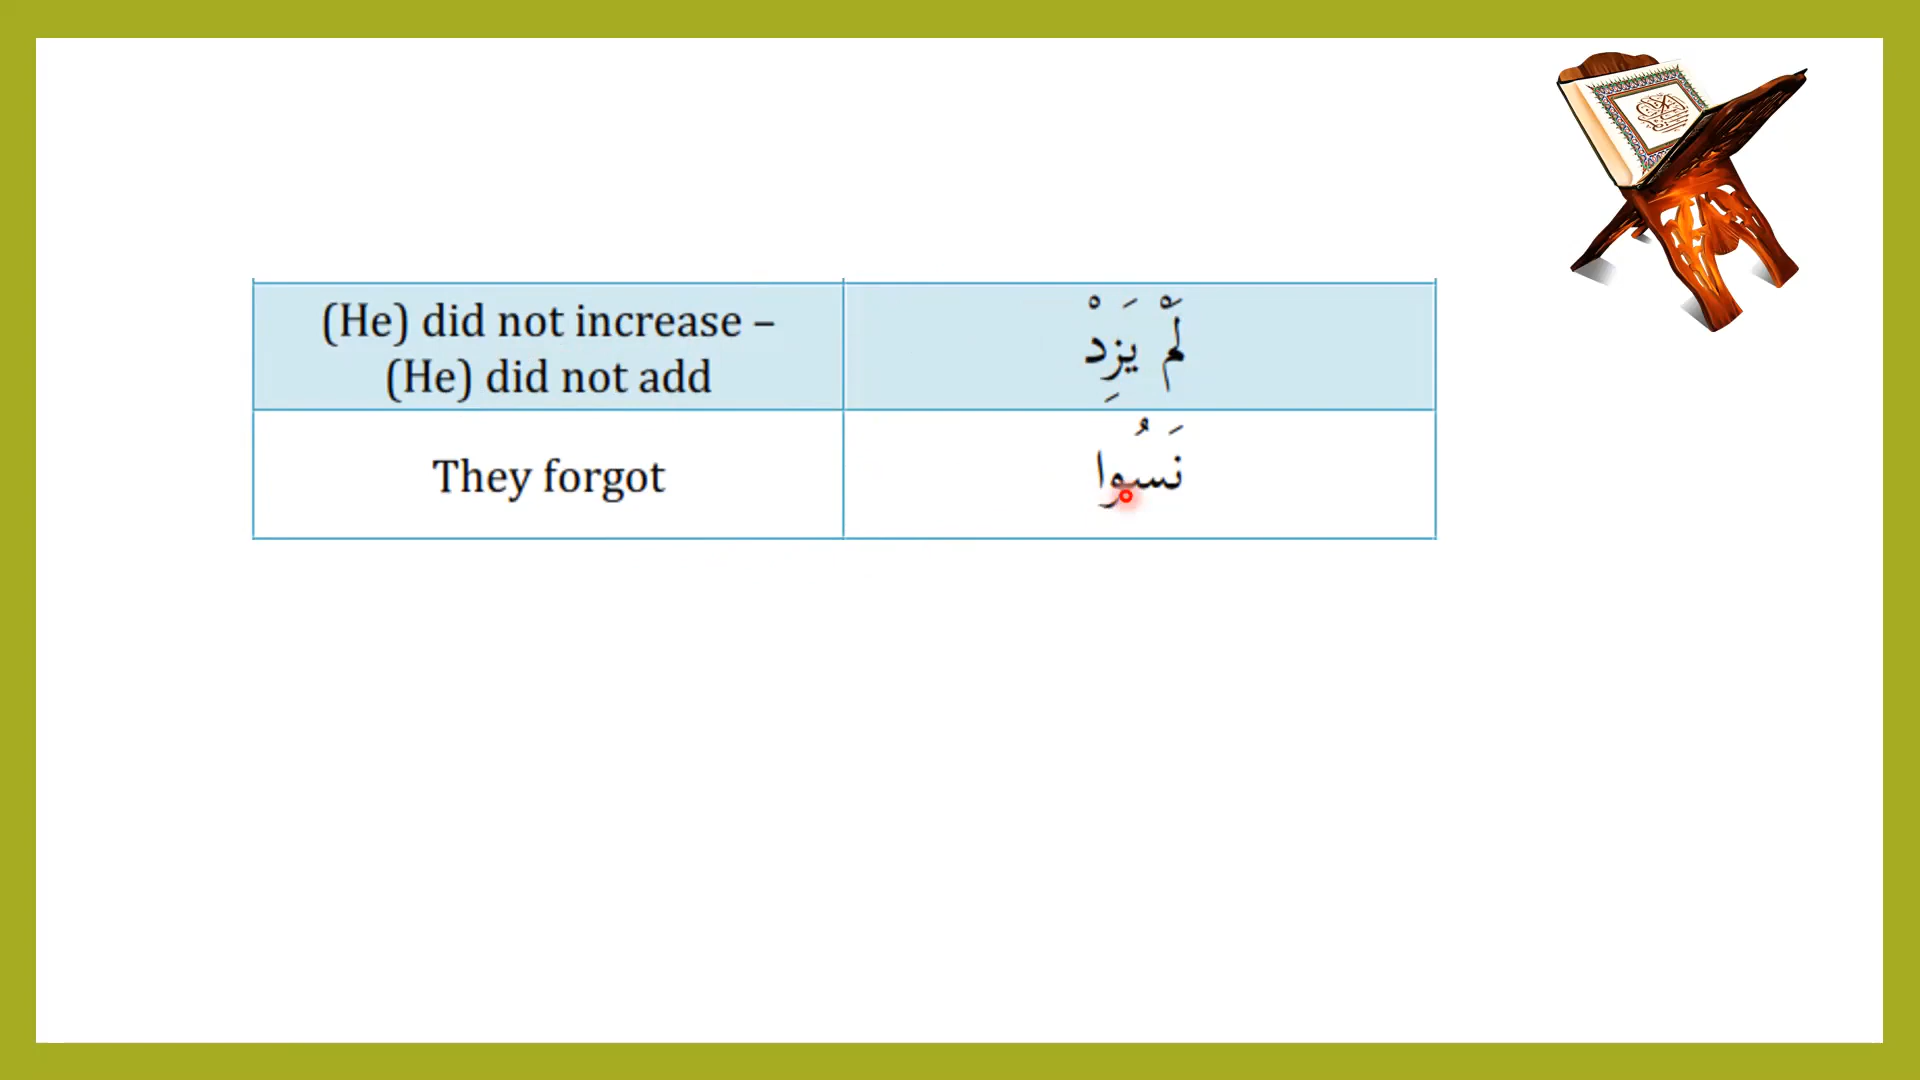 (He) did not increase –
(He) did not add
لَمْ يَزِدْ
They forgot
نَسُوا